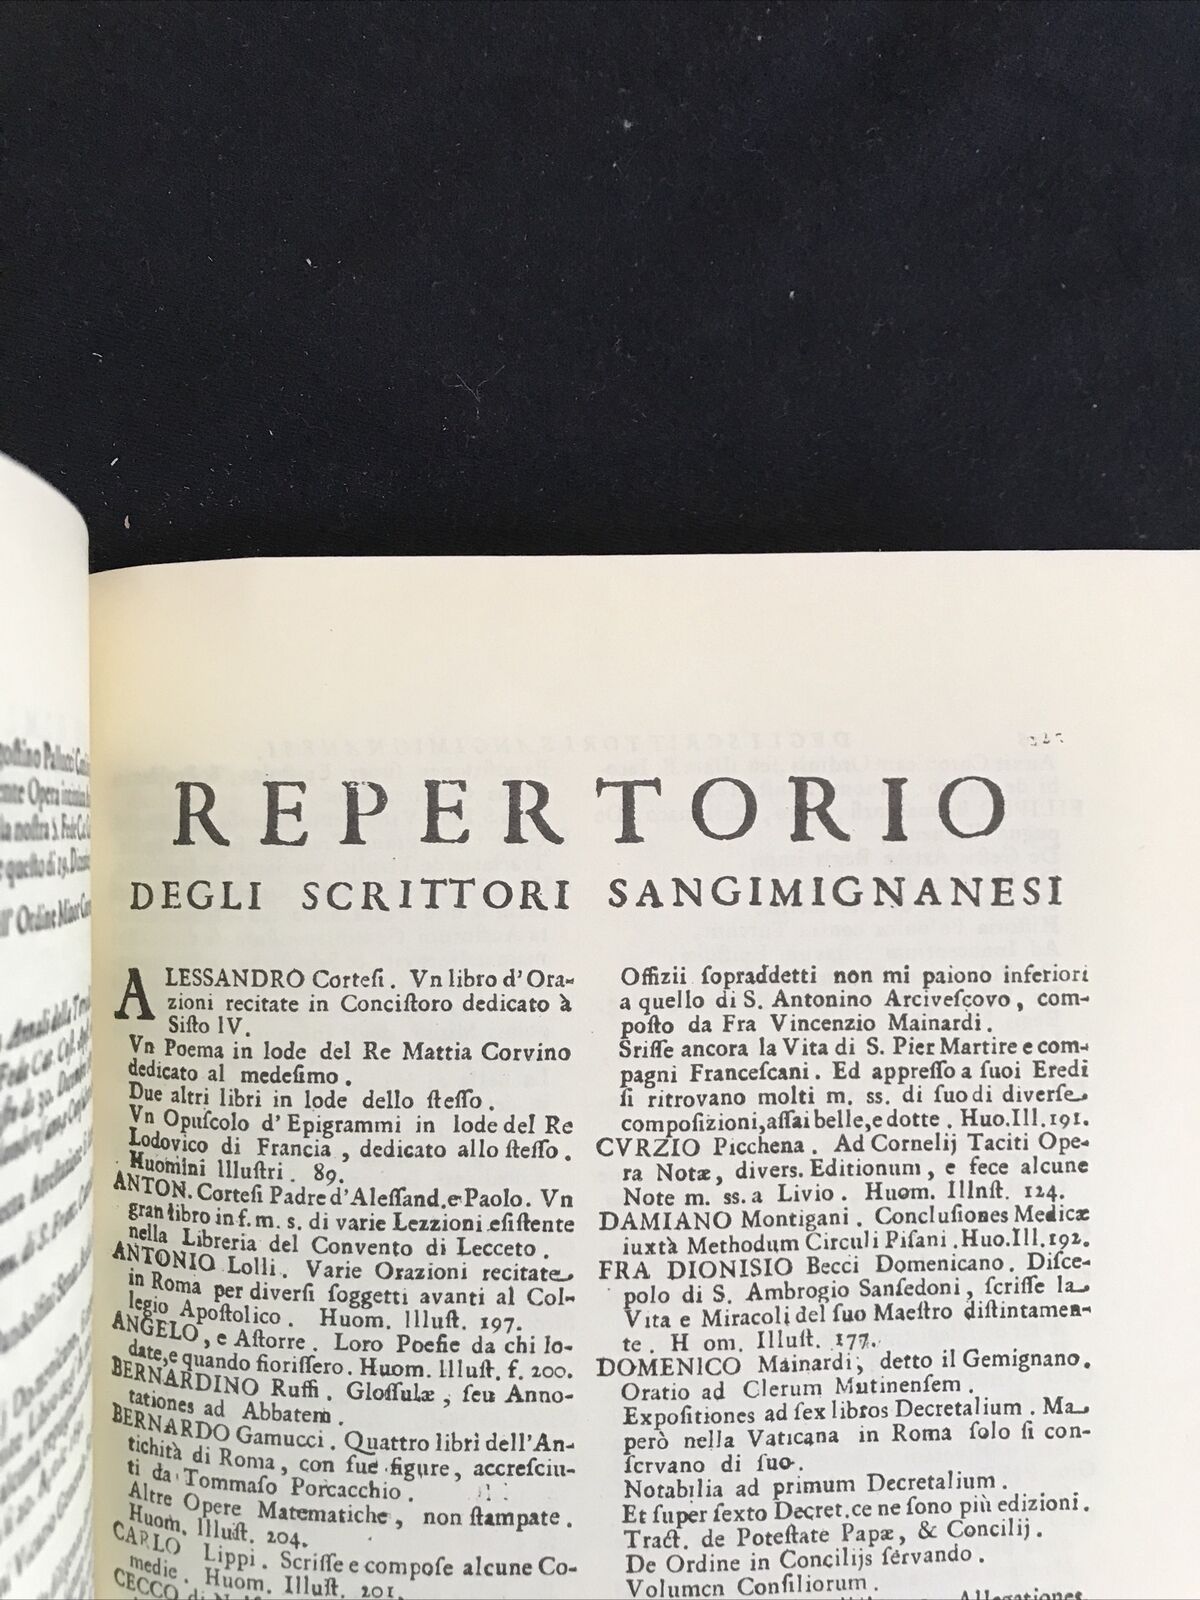 REPERTORIO
DEGLI SCRITTORI SANGIMIGNANESI
ALESSANDRO Corteſi. Vn libro d'Ora-
zioni recitate in Conciſtoro dedicato à
Siſto IV.
Vn Poema in lode del Re Mattia Corvino
dedicato al medeſimo.
Due altri libri in lode dello ſteſſo.
Vn Opuſcolo d'Epigrammi in lode del Re
Lodovico di Francia, dedicato allo ſteſſo.
Huomini Illuſtri. 89.
ANTON. Corteſi Padre d'Aleſſand. e Paolo. Vn
gran libro in f. m. s. di varie Lezzioni eſiſtente
nella Libreria del Convento di Lecceto.
ANTONIO Lolli. Varie Orazioni recitate
in Roma per diverſi ſoggetti avanti al Col-
legio Apoſtolico. Huom. Illuſt. 197.
ANGELO, e Aſtorre. Loro Poeſie da chi lo-
date, e quando fioriſſero. Huom. Illuſt. f. 200.
BERNARDINO Ruffi. Gloſſulæ, ſeu Anno-
tationes ad Abbatem.
BERNARDO Gamucci. Quattro libri dell'An-
tichità di Roma, con ſue figure, accreſciu-
ti da Tommaſo Porcacchio.
Altre Opere Matematiche, non ſtampate.
Huom. Illuſt. 204.
CARLO Lippi. Scriſſe e compoſe alcune Co-
medie. Huom. Illuſt. 201.
CECCO di
Offizii ſopraddetti non mi paiono inferiori
a quello di S. Antonino Arciveſcovo, com-
poſto da Fra Vincenzio Mainardi.
Sriſſe ancora la Vita di S. Pier Martire e com-
pagni Franceſcani. Ed appreſſo a ſuoi Eredi
ſi ritrovano molti m. ss. di ſuo di diverſe
compoſizioni, aſſai belle, e dotte. Huo. Ill. 191.
CVRZIO Picchena. Ad Cornelij Taciti Ope-
ra Notæ, divers. Editionum, e fece alcune
Note m. ss. a Livio. Huom. Illnſt. 124.
DAMIANO Montigani. Concluſiones Medicæ
iuxtà Methodum Circuli Piſani. Huo. Ill. 192.
FRA DIONISIO Becci Domenicano. Diſce-
polo di S. Ambrogio Sanſedoni, ſcriſſe la
Vita e Miracoli del ſuo Maeſtro diſtintamen-
te. H om. Illuſt. 177.
DOMENICO Mainardi, detto il Gemignano.
Oratio ad Clerum Mutinenſem.
Expoſitiones ad ſex libros Decretalium. Ma
però nella Vaticana in Roma ſolo ſi con-
ſervano di ſuo.
Notabilia ad primum Decretalium.
Et ſuper ſexto Decret. ce ne ſono più edizioni.
Tract. de Poteſtate Papæ, & Concilij.
De Ordine in Concilijs ſervando.
Volumen Conſiliorum.
Allegationes